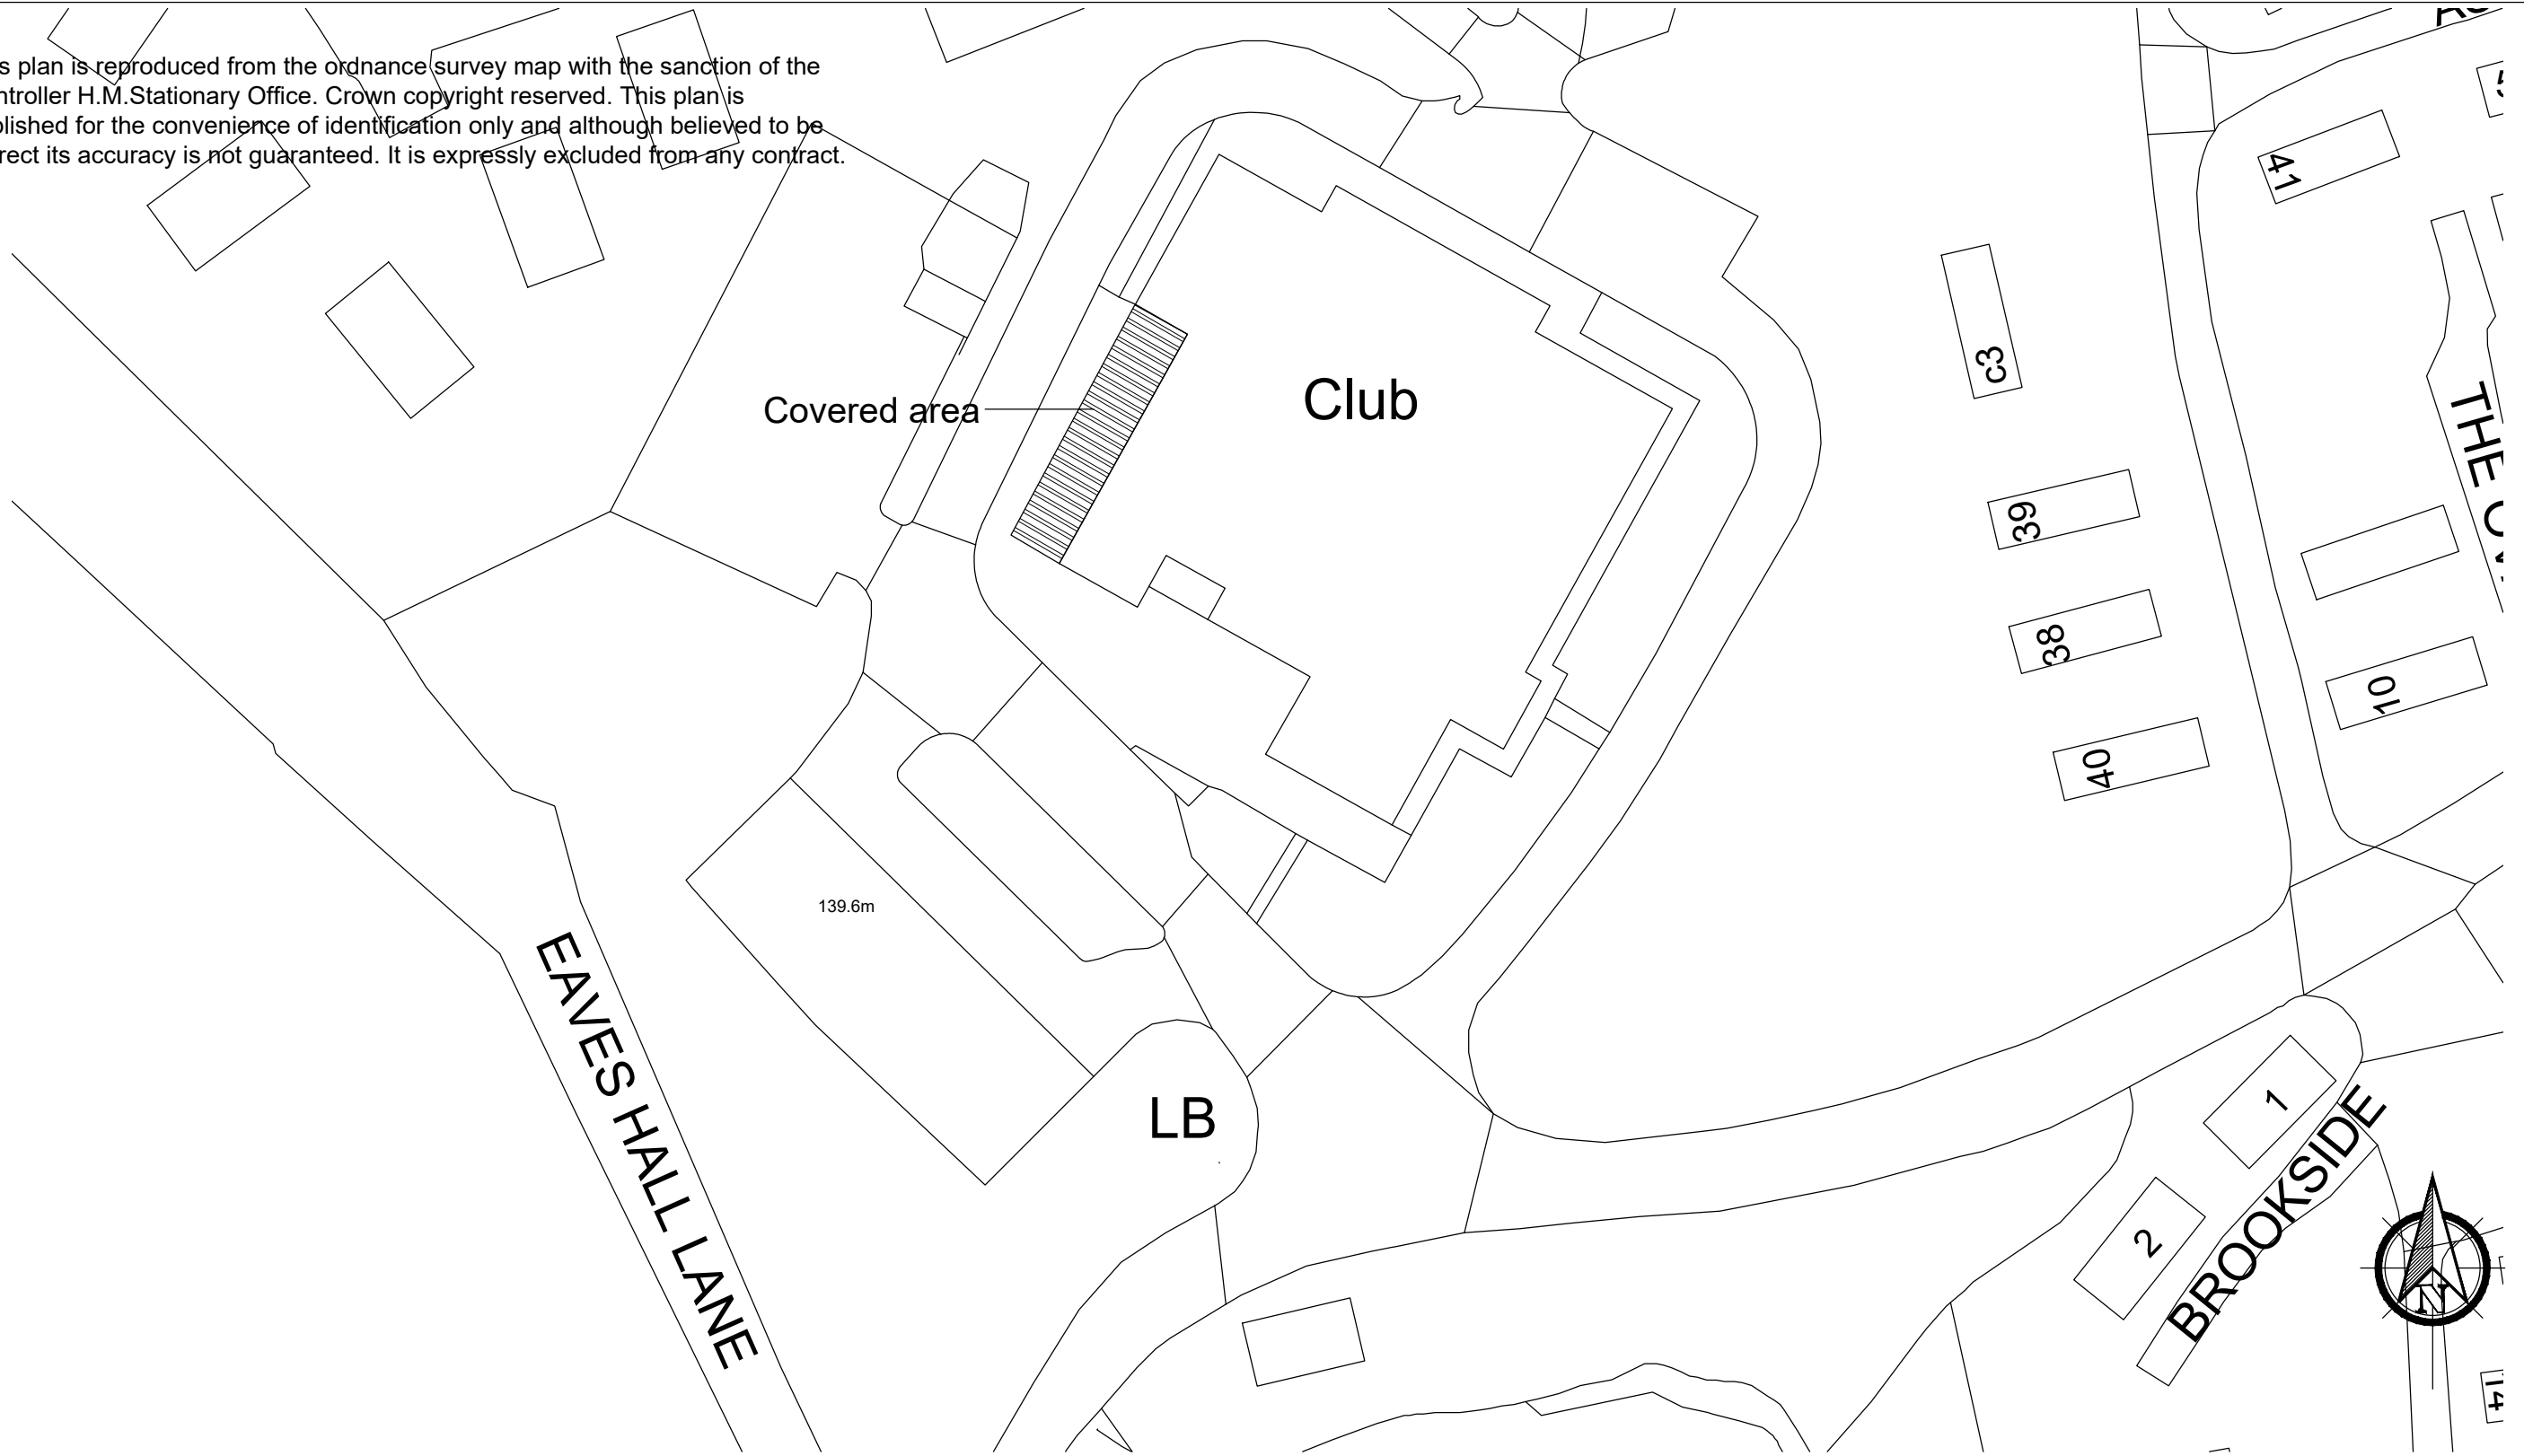 s plan is reproduced from the ordnance survey map with the sanction of the
ntroller H.M.Stationary Office. Crown copyright reserved. This plan is
lished for the convenience of identification only and although believed to be
rect its accuracy is not guaranteed. It is expressly excluded from any contract.
41
c3
Covered area
Club
THE
39
38
10
40
139.6m
EAVES HALL LANE
LB
1
2
BROOKSIDE
N